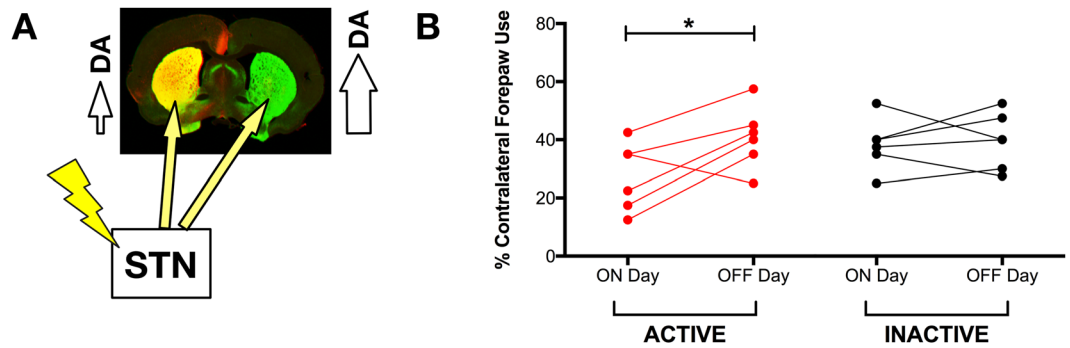 A
DA
DA
STN
B
% Contralateral Forepaw Use
80
60
40
20
0
*
ON Day
OFF Day
ON Day
OFF Day
ACTIVE
INACTIVE